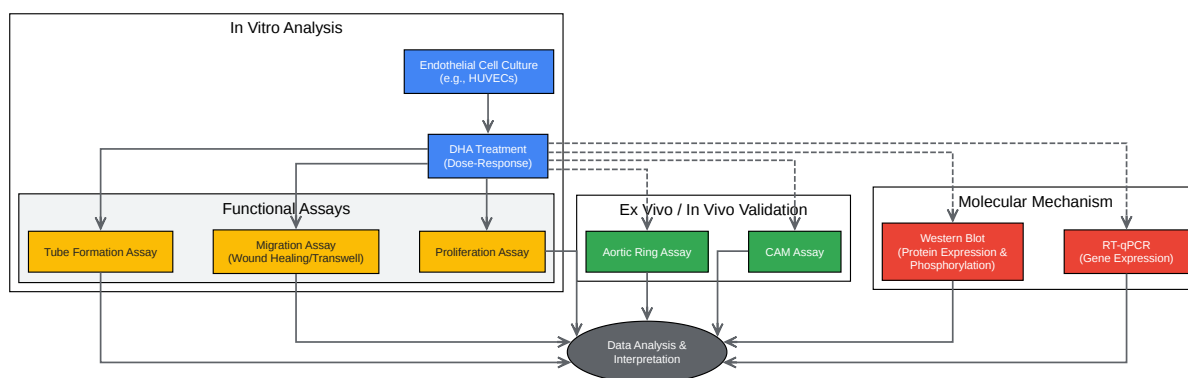 In Vitro Analysis
Endothelial Cell Culture
(e.g., HUVECs)
DHA Treatment
(Dose-Response)
Functional Assays
Tube Formation Assay
Migration Assay
(Wound Healing/Transwell)
Proliferation Assay
Ex Vivo / In Vivo Validation
Aortic Ring Assay
CAM Assay
Molecular Mechanism
Western Blot
(Protein Expression &
Phosphorylation)
RT-qPCR
(Gene Expression)
Data Analysis &
Interpretation